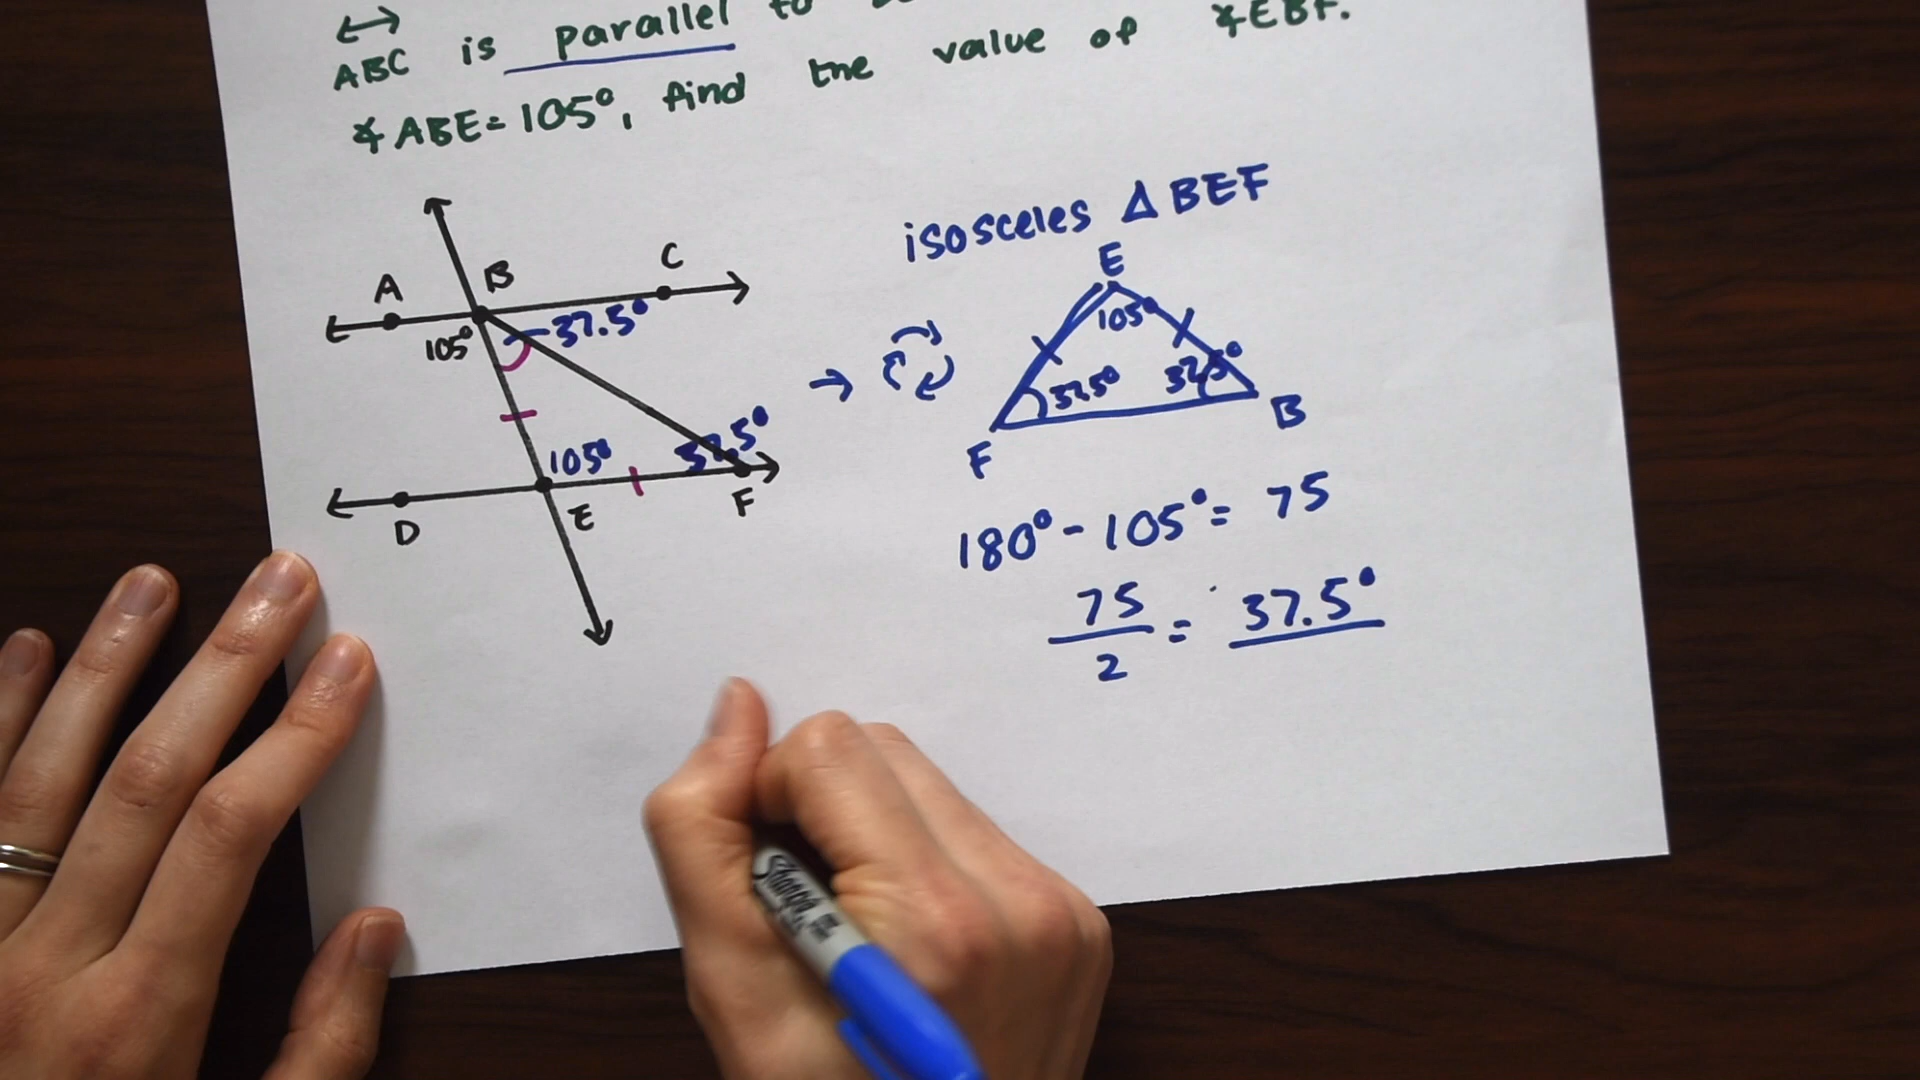 ABC is parallel to
∡ABE=105°, find the value of ∡EBF.
isosceles Δ BEF
A B C
105° 37.5°
105° 37.5°
D E F
E
105°
37.5° 37.5°
F B
180° - 105° = 75
75/2 = 37.5°
Sharpie